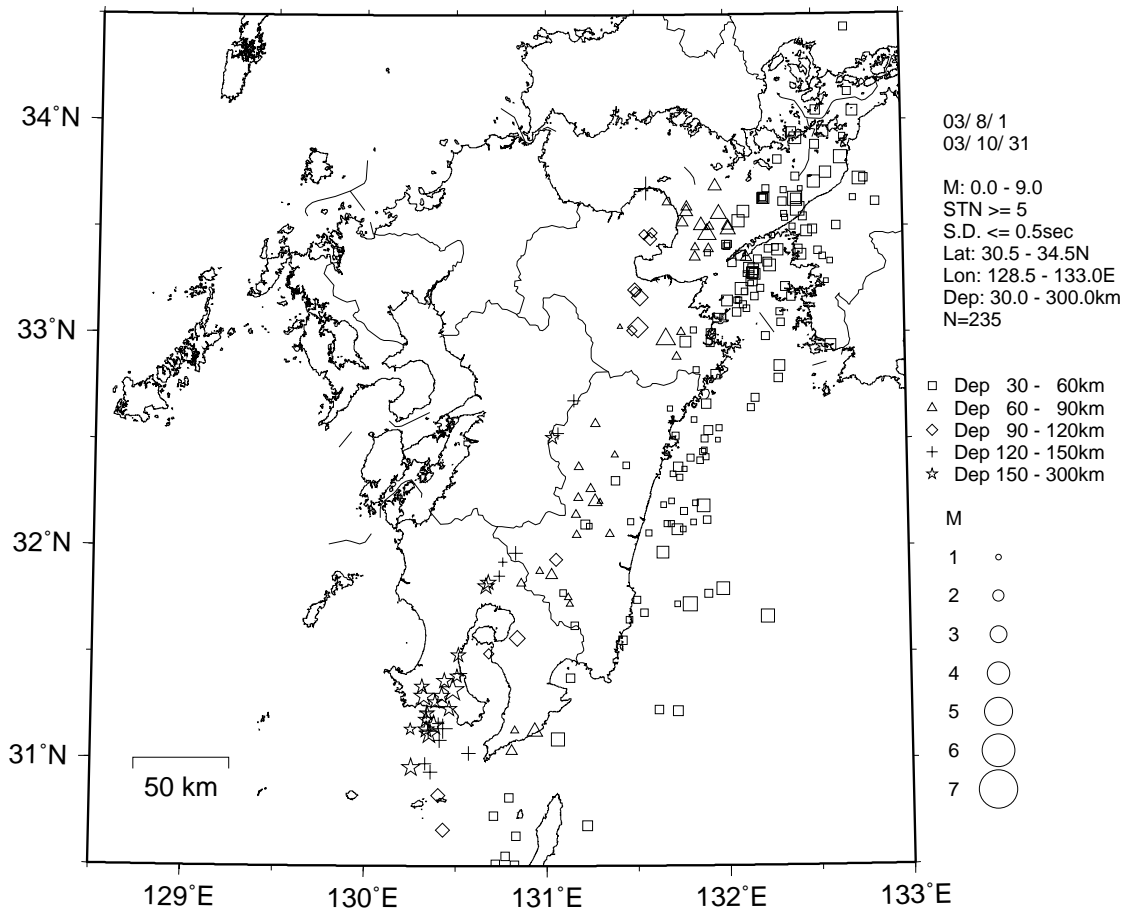 34°N
33°N
32°N
31°N
129°E
130°E
131°E
132°E
133°E
50 km
03/ 8/ 1
03/ 10/ 31
M: 0.0 - 9.0
STN >= 5
S.D. <= 0.5sec
Lat: 30.5 - 34.5N
Lon: 128.5 - 133.0E
Dep: 30.0 - 300.0km
N=235
Dep 30 - 60km
Dep 60 - 90km
Dep 90 - 120km
Dep 120 - 150km
Dep 150 - 300km
M
1
2
3
4
5
6
7